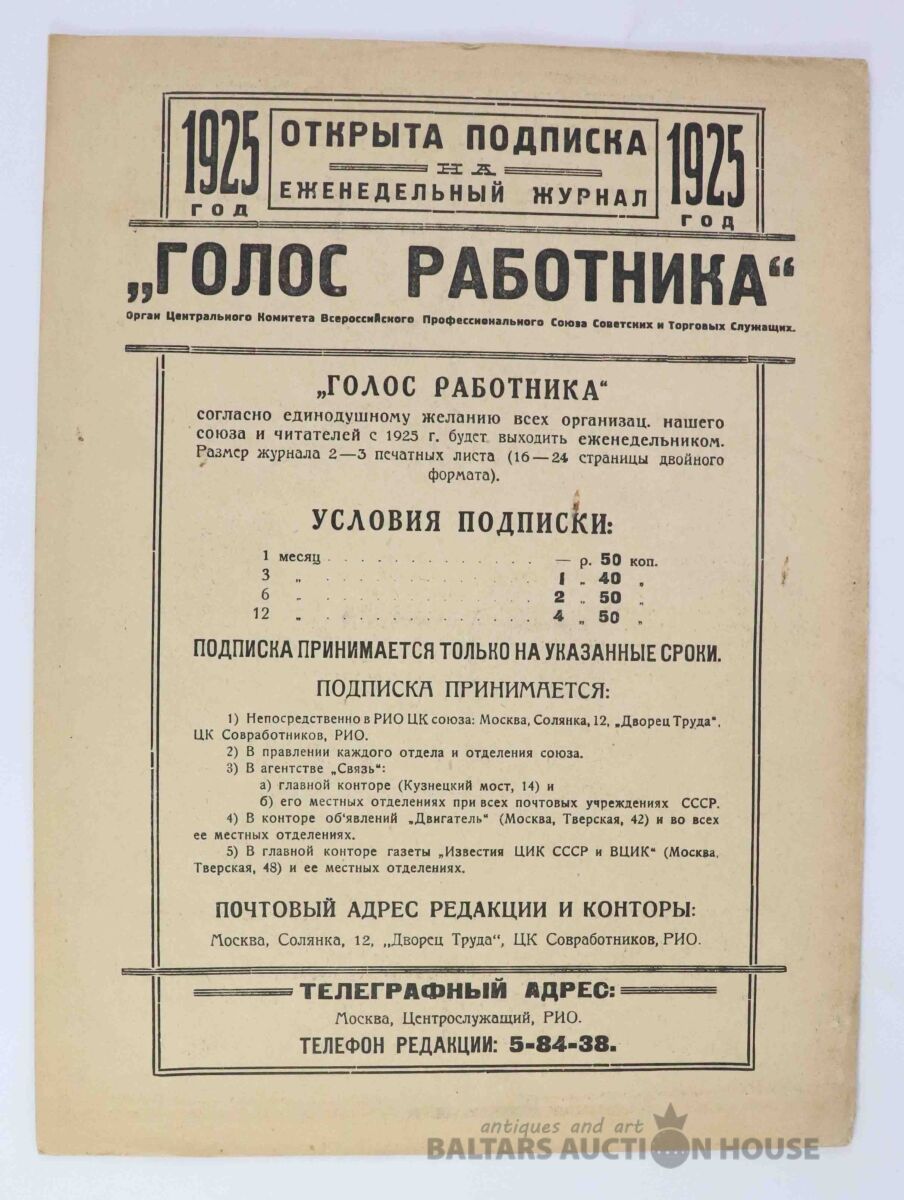 1925 ГОД
ОТКРЫТА ПОДПИСКА
НА
ЕЖЕНЕДЕЛЬНЫЙ ЖУРНАЛ
1925 ГОД
„ГОЛОС РАБОТНИКА“
Орган Центрального Комитета Всероссийского Профессионального Союза Советских и Торговых Служащих.
„ГОЛОС РАБОТНИКА“
согласно единодушному желанию всех организац. нашего
союза и читателей с 1925 г. будет выходить еженедельником.
Размер журнала 2—3 печатных листа (16—24 страницы двойного
формата).
УСЛОВИЯ ПОДПИСКИ:
1 месяц . . . . . . . . . . . . . . — р. 50 коп.
3 „ . . . . . . . . . . . . . . 1 „ 40 „
6 „ . . . . . . . . . . . . . . 2 „ 50 „
12 „ . . . . . . . . . . . . . . 4 „ 50 „
ПОДПИСКА ПРИНИМАЕТСЯ ТОЛЬКО НА УКАЗАННЫЕ СРОКИ.
ПОДПИСКА ПРИНИМАЕТСЯ:
1) Непосредственно в РИО ЦК союза: Москва, Солянка, 12, „Дворец Труда“,
ЦК Совработников, РИО.
2) В правлении каждого отдела и отделения союза.
3) В агентстве „Связь“:
а) главной конторе (Кузнецкий мост, 14) и
б) его местных отделениях при всех почтовых учреждениях СССР.
4) В конторе об'явлений „Двигатель“ (Москва, Тверская, 42) и во всех
ее местных отделениях.
5) В главной конторе газеты „Известия ЦИК СССР и ВЦИК“ (Москва,
Тверская, 48) и ее местных отделениях.
ПОЧТОВЫЙ АДРЕС РЕДАКЦИИ И КОНТОРЫ:
Москва, Солянка, 12, „Дворец Труда“, ЦК Совработников, РИО.
ТЕЛЕГРАФНЫЙ АДРЕС:
Москва, Центрослужащий, РИО.
ТЕЛЕФОН РЕДАКЦИИ: 5-84-38.
antiques and art
BALTARS AUCTION HOUSE